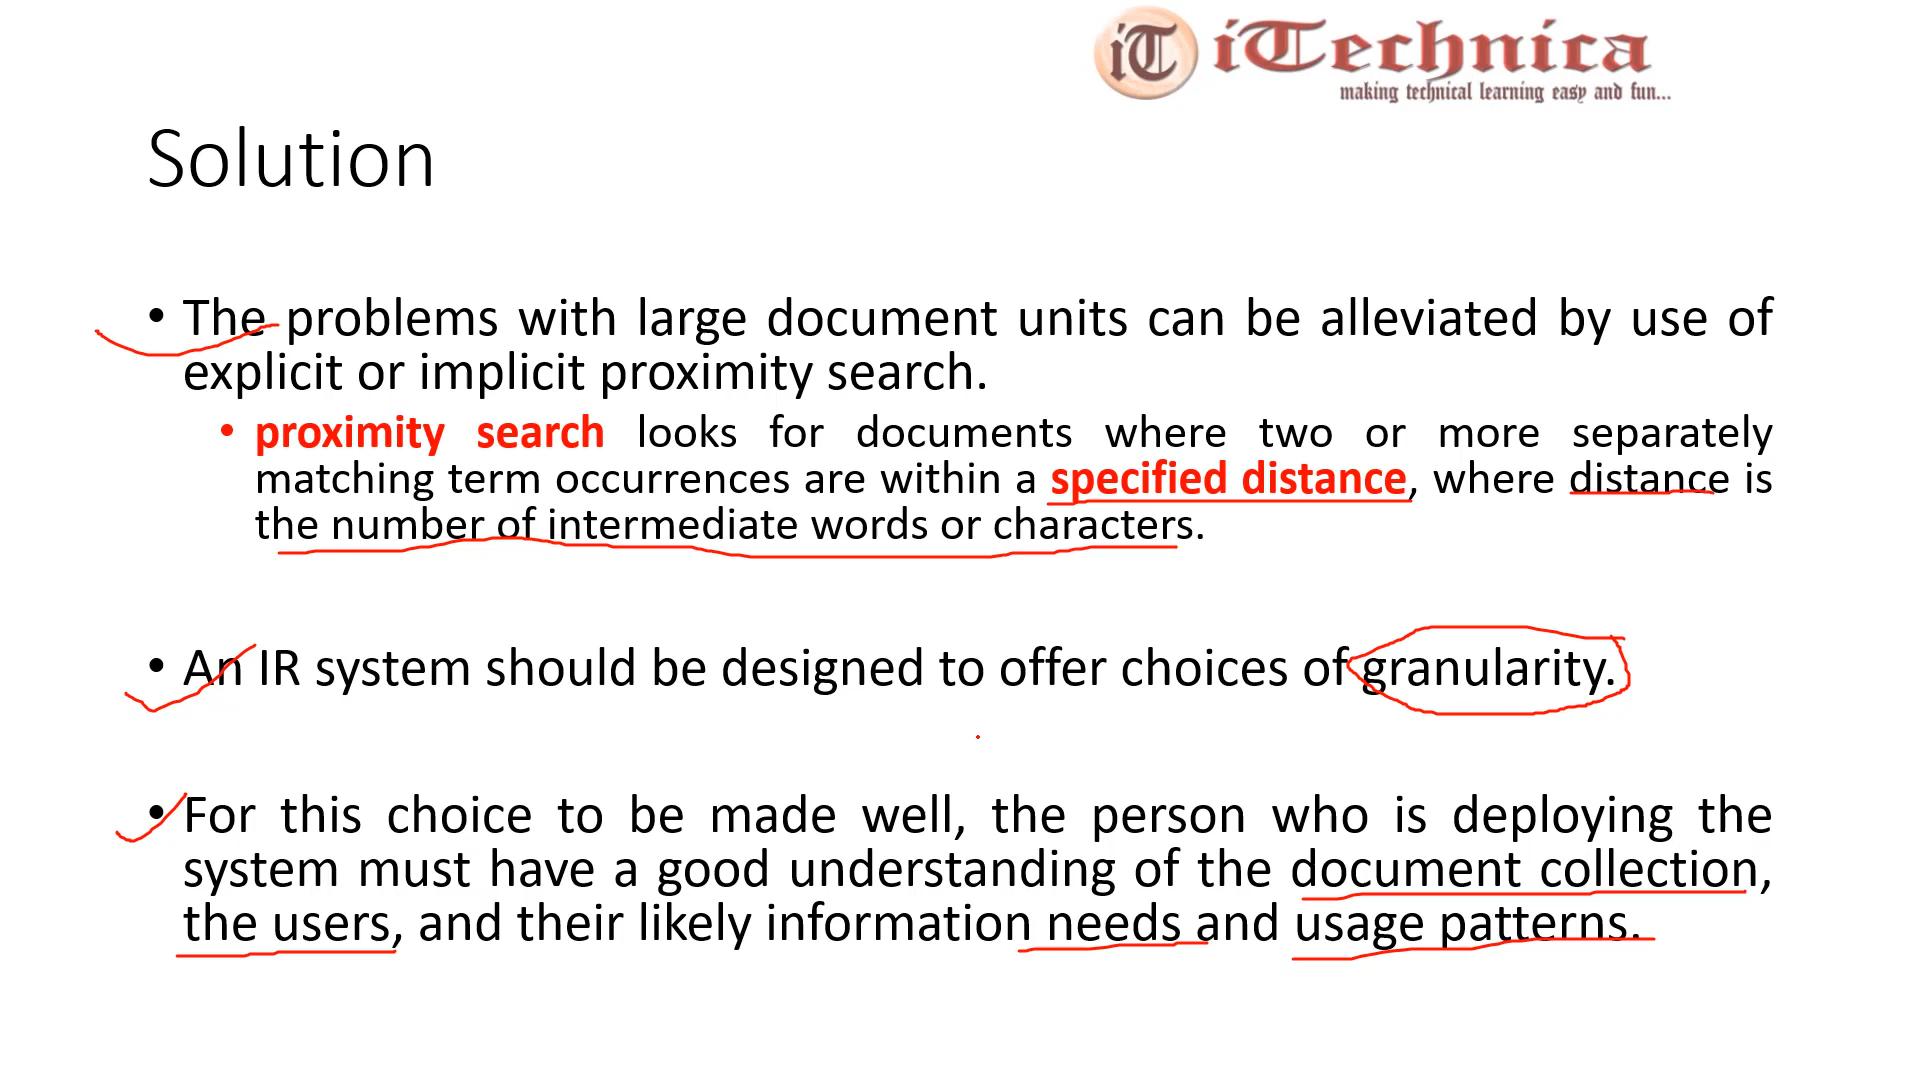 iT iTechnica
making technical learning easy and fun...
Solution
• The problems with large document units can be alleviated by use of
explicit or implicit proximity search.
• proximity search looks for documents where two or more separately
matching term occurrences are within a specified distance, where distance is
the number of intermediate words or characters.
• An IR system should be designed to offer choices of granularity.
• For this choice to be made well, the person who is deploying the
system must have a good understanding of the document collection,
the users, and their likely information needs and usage patterns.